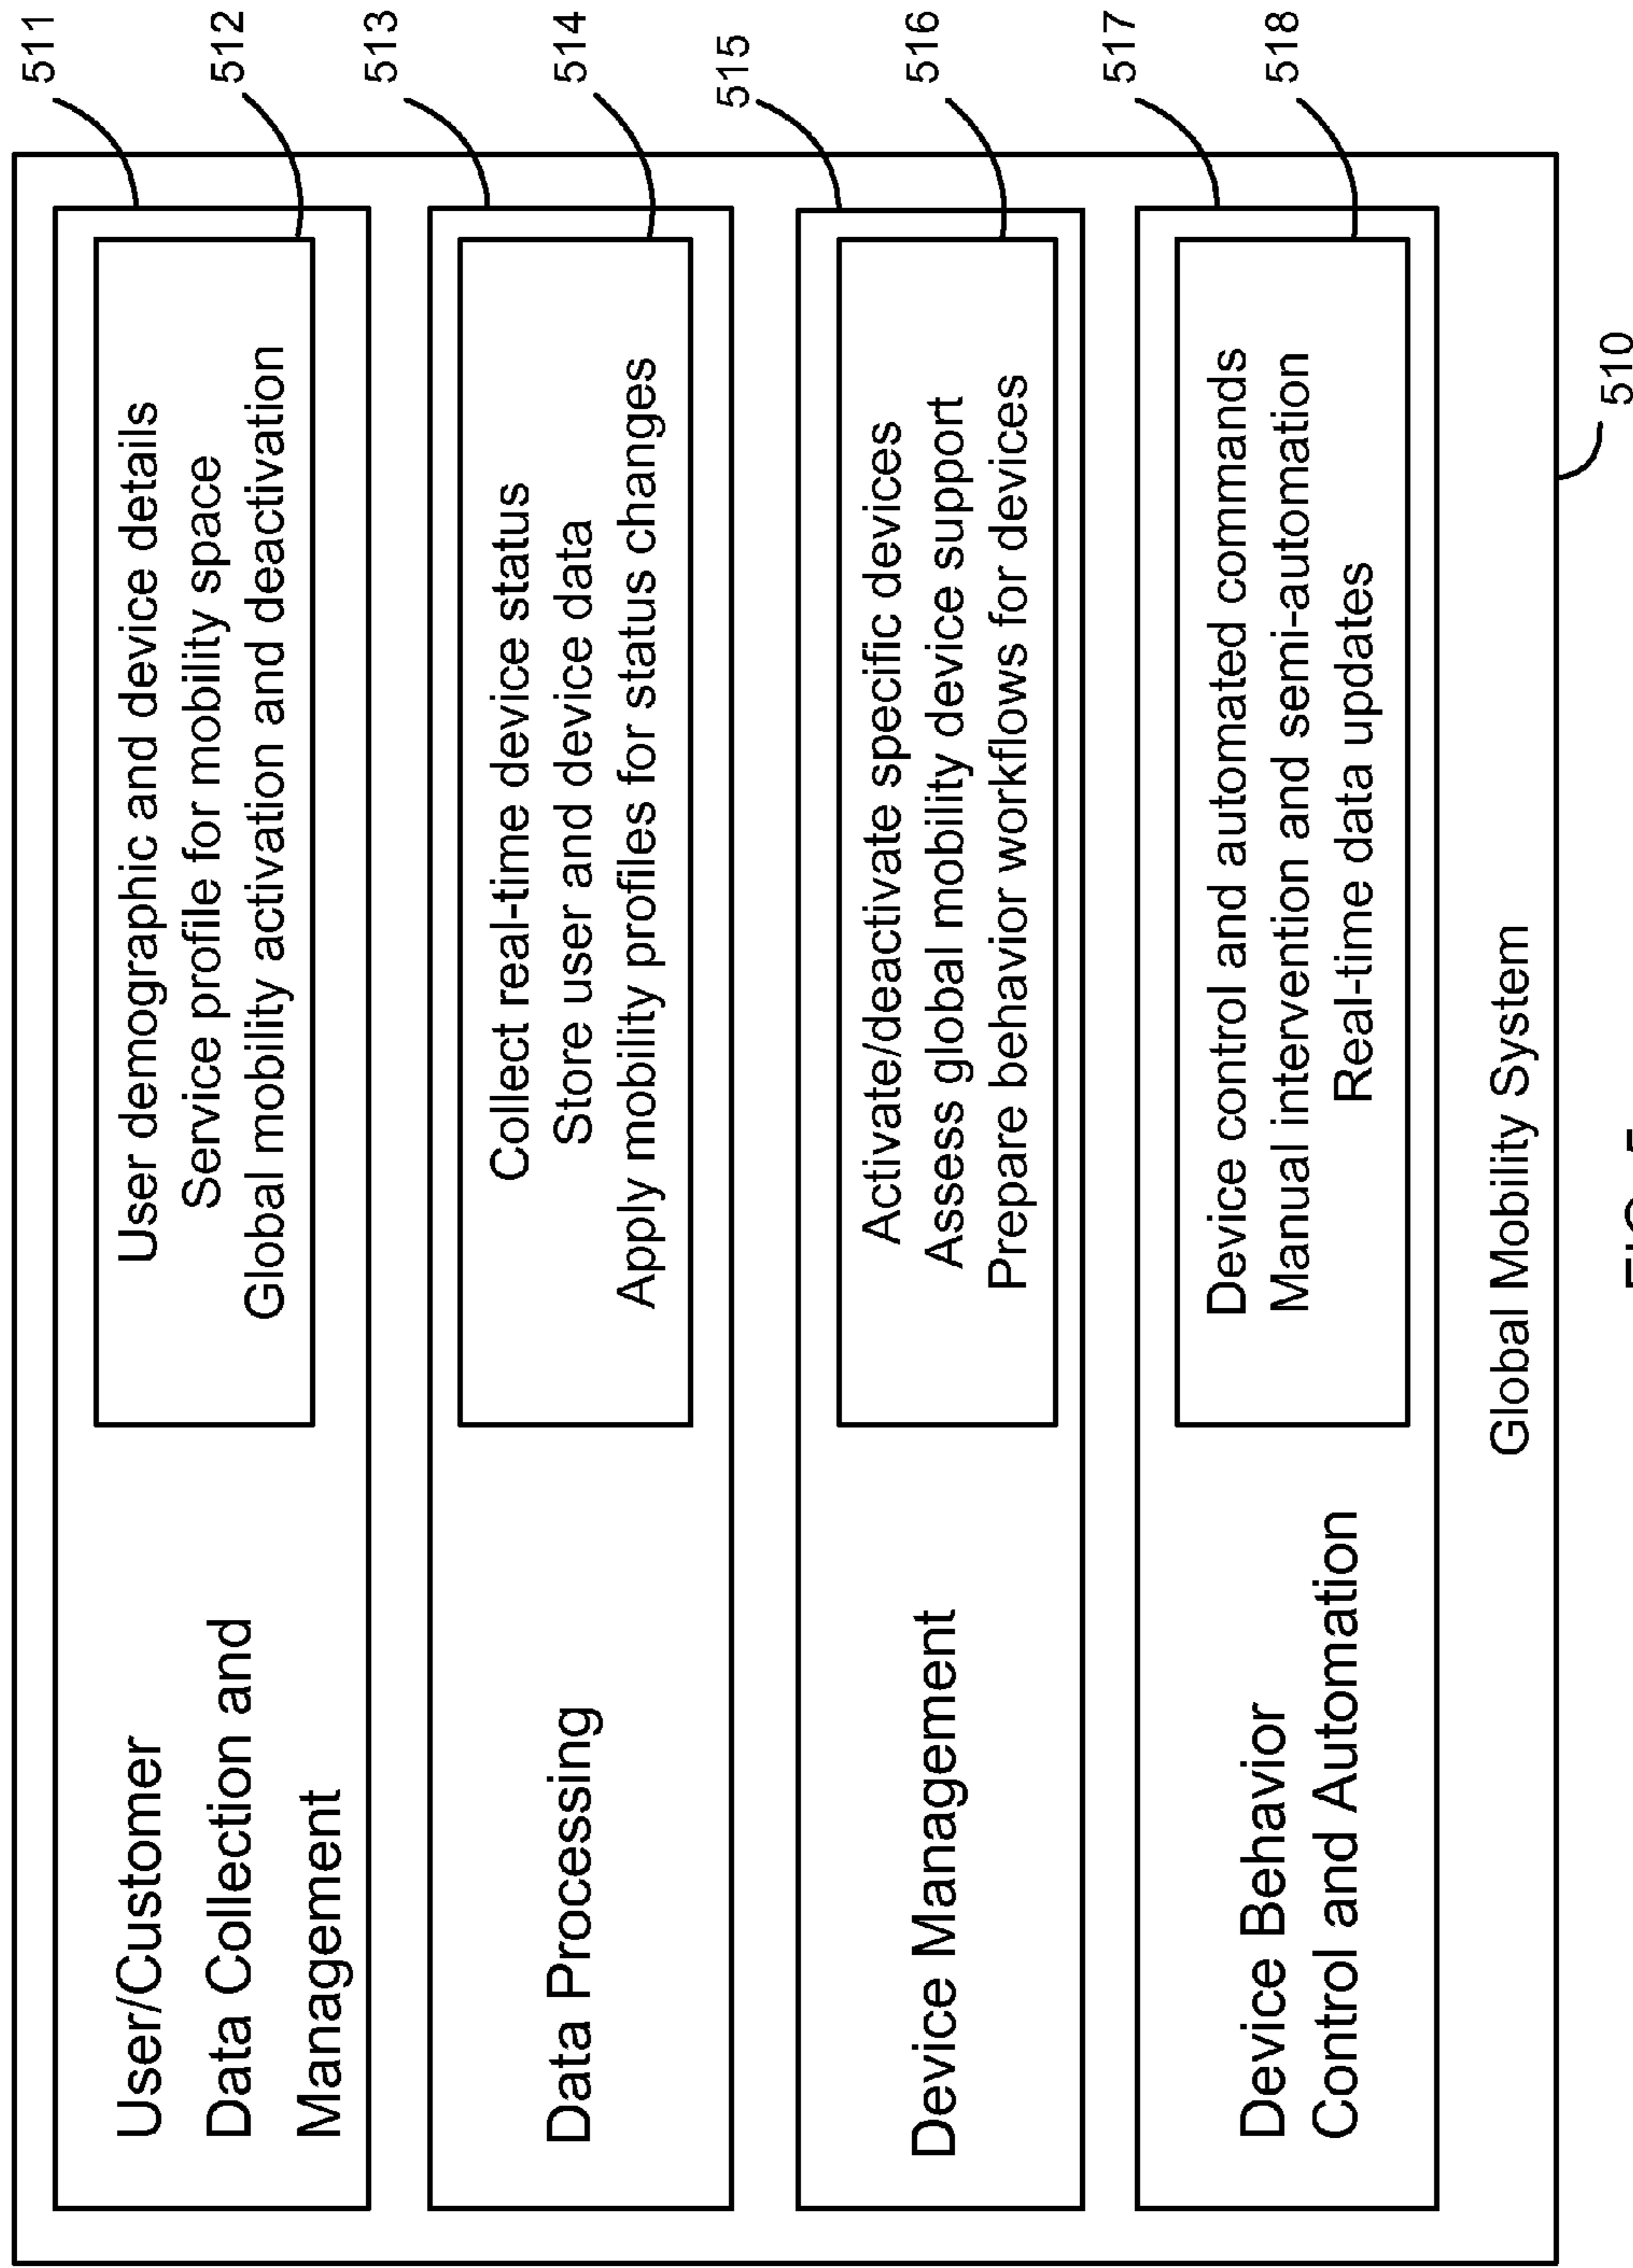 511
User/Customer
Data Collection and
Management
User demographic and device details
Service profile for mobility space
Global mobility activation and deactivation
512
513
Data Processing
Collect real-time device status
Store user and device data
Apply mobility profiles for status changes
514
515
Device Management
Activate/deactivate specific devices
Assess global mobility device support
Prepare behavior workflows for devices
516
517
Device Behavior
Control and Automation
Device control and automated commands
Manual intervention and semi-automation
Real-time data updates
518
Global Mobility System
510